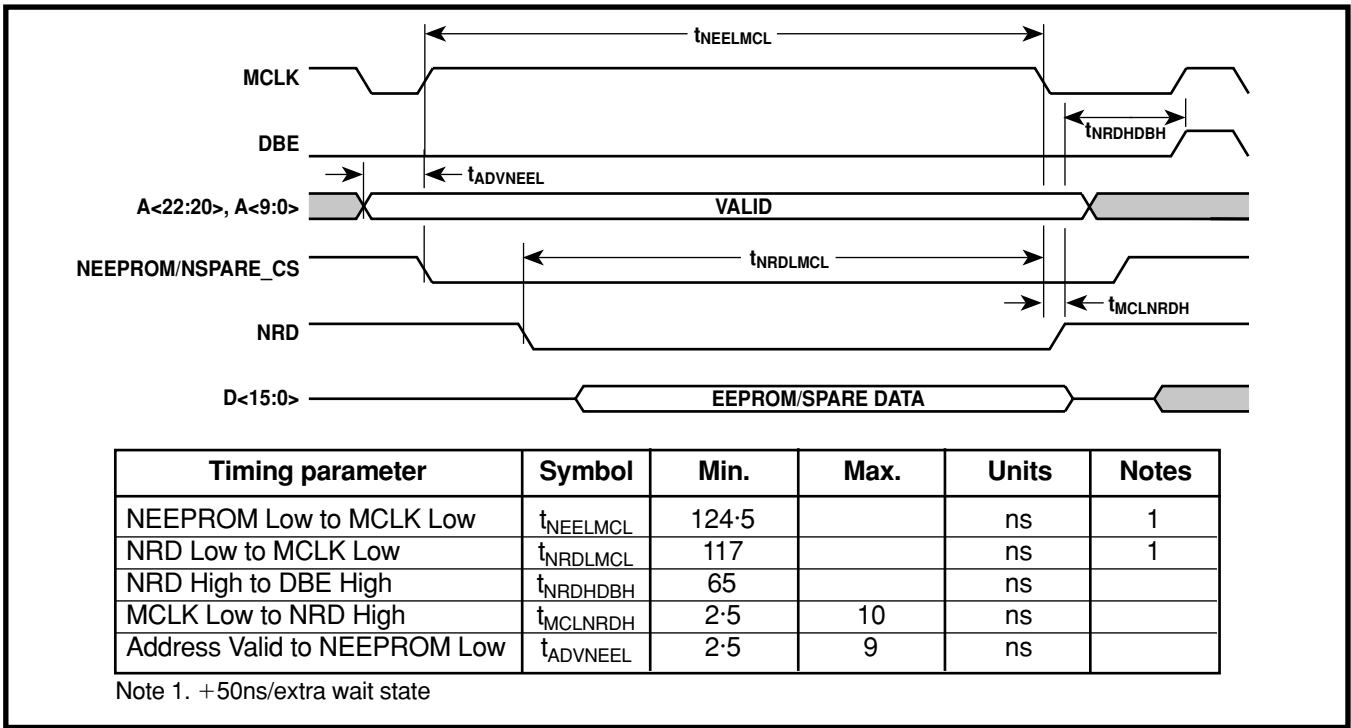 tNEELMCL
MCLK
tNRDHDBH
DBE
tADVNEEL
A<22:20>, A<9:0> VALID
NEEPROM/NSPARE_CS tNRDLMCL
tMCLNRDH
NRD
D<15:0> EEPROM/SPARE DATA
Timing parameter Symbol Min. Max. Units Notes
NEEPROM Low to MCLK Low tNEELMCL 124·5 ns 1
NRD Low to MCLK Low tNRDLMCL 117 ns 1
NRD High to DBE High tNRDHDBH 65 ns
MCLK Low to NRD High tMCLNRDH 2·5 10 ns
Address Valid to NEEPROM Low tADVNEEL 2·5 9 ns
Note 1. +50ns/extra wait state